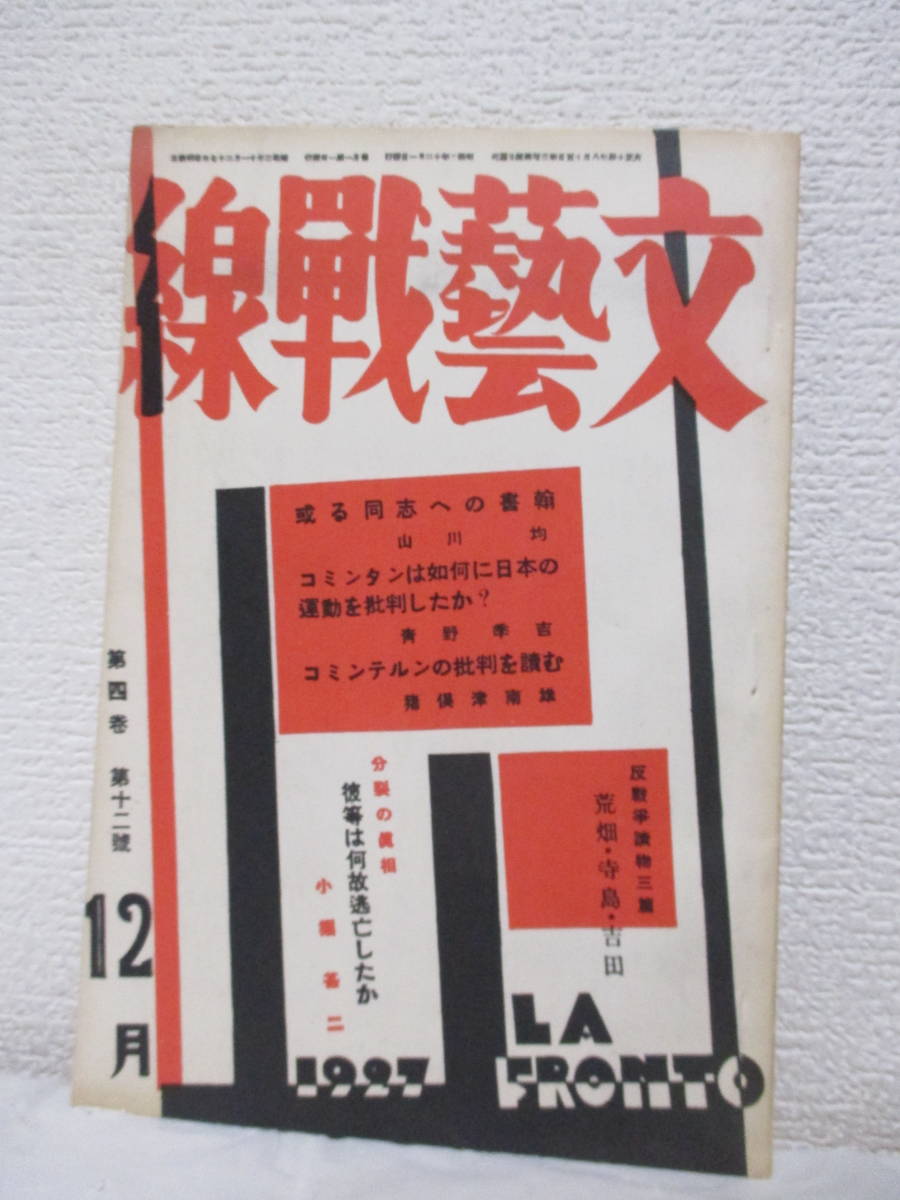 文藝戰線
或る同志への書翰
山川 均
コミンタンは如何に日本の
運動を批判したか?
青野季吉
コミンテルンの批判を讀む
猪俣津南雄
反戰爭讀物三篇
荒畑・寺島・吉田
分裂の眞相
彼等は何故逃亡したか
小堀甚二
第四卷 第十二號
12月
1927
LA
FRONTO